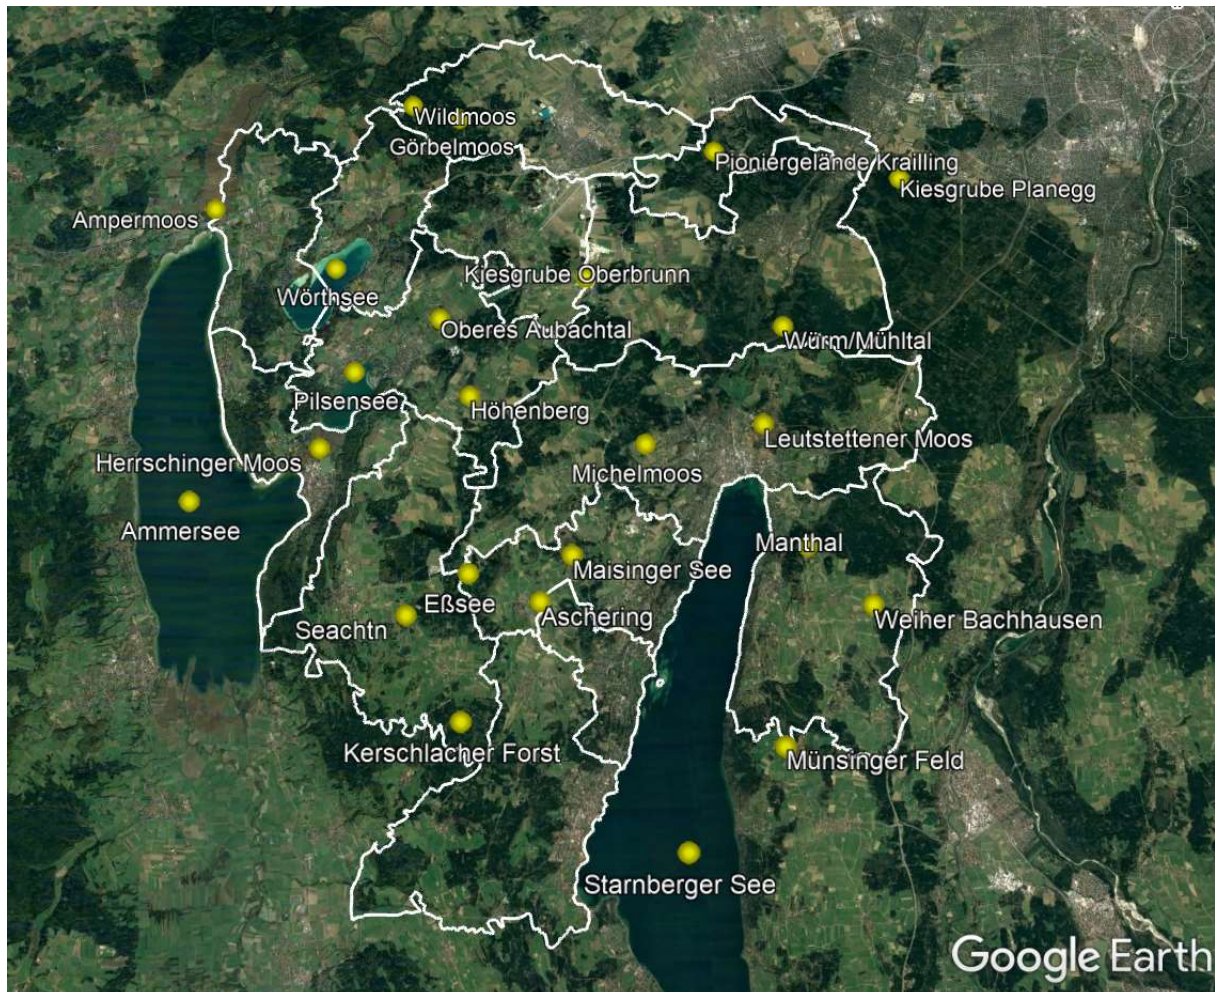 Wildmoos
Görbelmoos
Pioniergelände Krailling
Kiesgrube Planegg
Ampermoos
Kiesgrube Oberbrunn
Wörthsee
Oberes Aubachtal
Würm/Mühltal
Pilsensee
Höhenberg
Leutstettener Moos
Herrschinger Moos
Michelmoos
Ammersee
Manthal
Maisinger See
Eßsee
Aschering
Weiher Bachhausen
Seachtn
Kerschlacher Forst
Münsinger Feld
Starnberger See
Google Earth